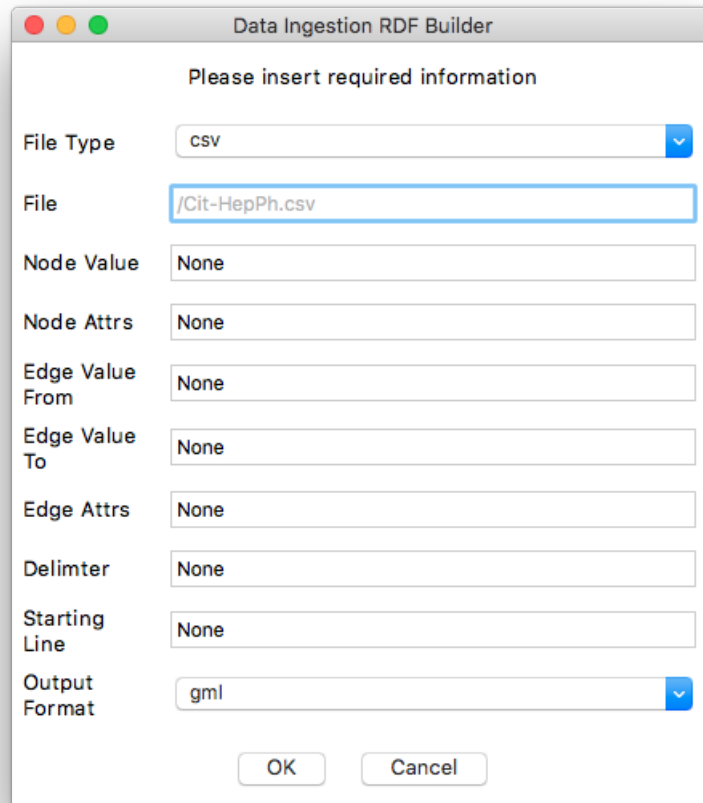 Data Ingestion RDF Builder
Please insert required information
File Type
csv
File
/Cit-HepPh.csv
Node Value
None
Node Attrs
None
Edge Value
From
None
Edge Value
To
None
Edge Attrs
None
Delimter
None
Starting
Line
None
Output
Format
gml
OK
Cancel